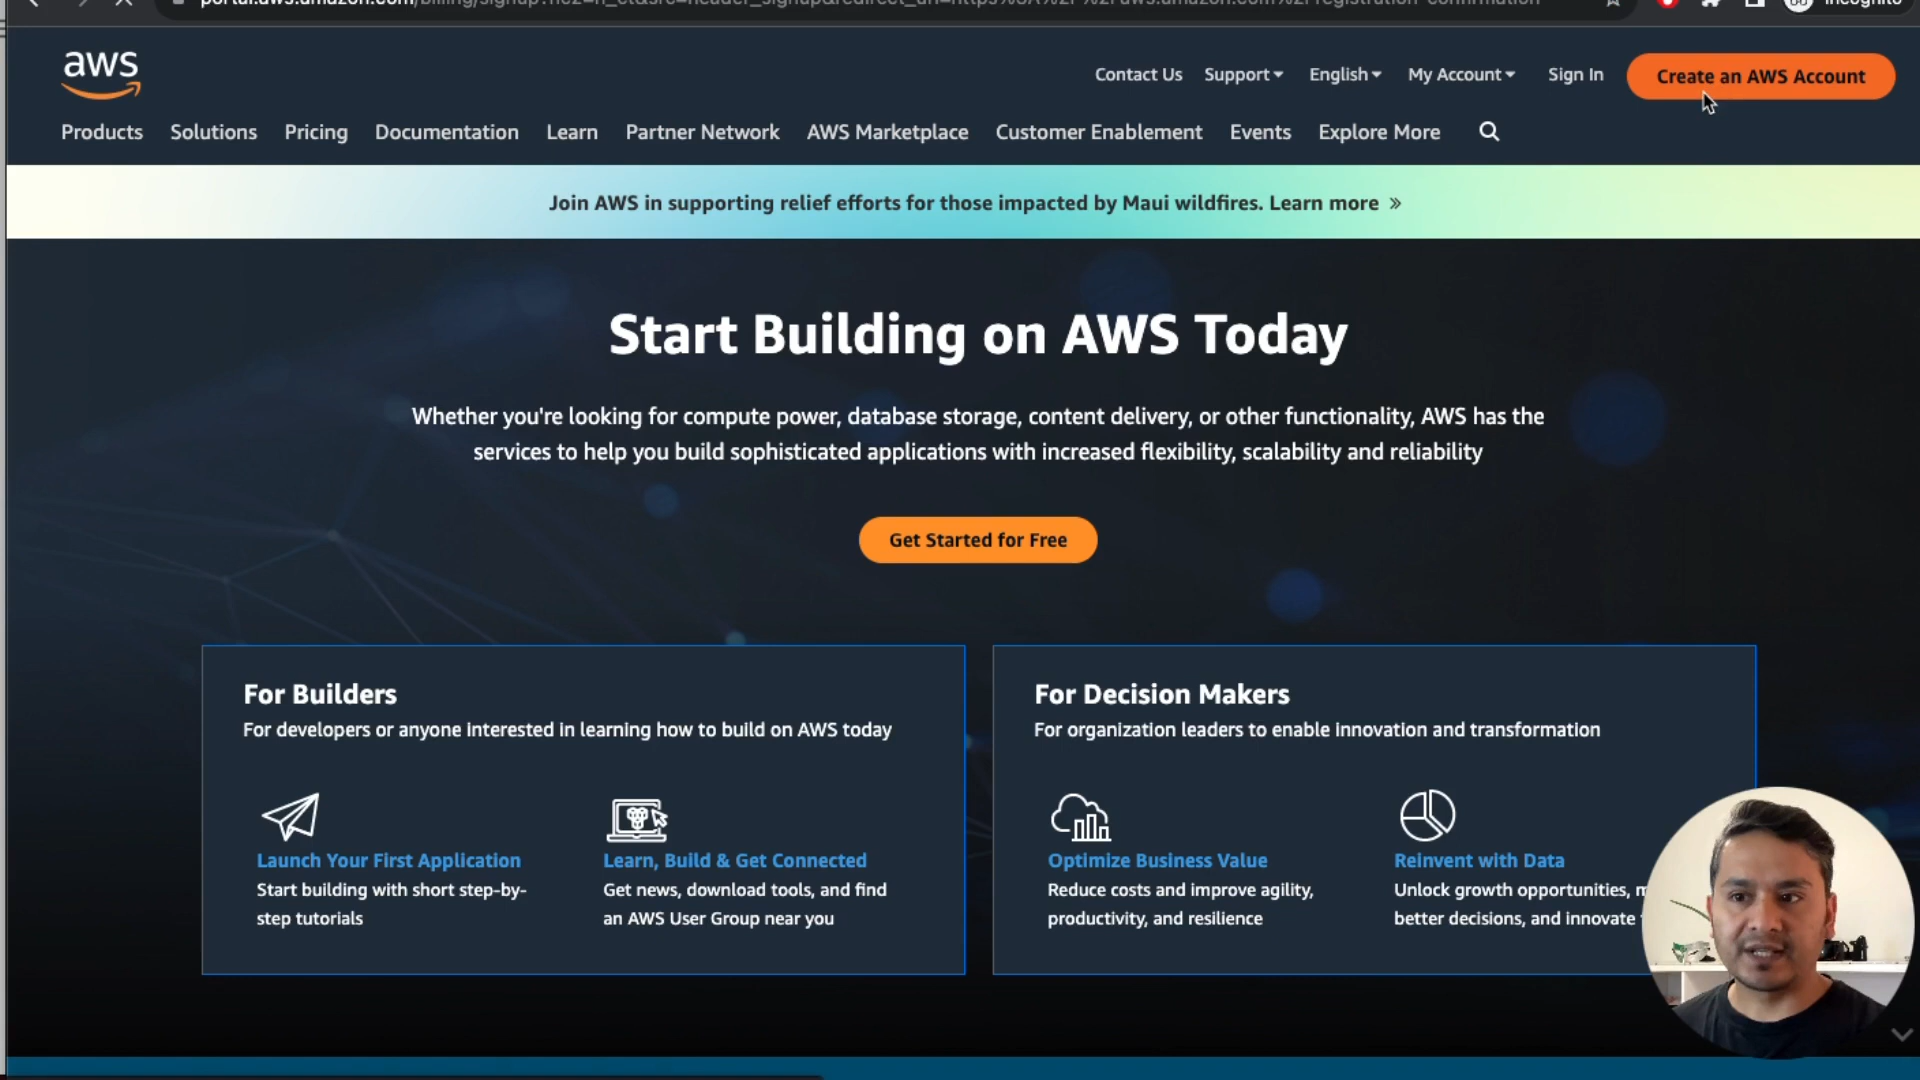 aws
Contact Us Support English My Account Sign In Create an AWS Account
Products Solutions Pricing Documentation Learn Partner Network AWS Marketplace Customer Enablement Events Explore More
Join AWS in supporting relief efforts for those impacted by Maui wildfires. Learn more »
Start Building on AWS Today
Whether you're looking for compute power, database storage, content delivery, or other functionality, AWS has the
services to help you build sophisticated applications with increased flexibility, scalability and reliability
Get Started for Free
For Builders
For developers or anyone interested in learning how to build on AWS today
Launch Your First Application
Start building with short step-by-
step tutorials
Learn, Build & Get Connected
Get news, download tools, and find
an AWS User Group near you
For Decision Makers
For organization leaders to enable innovation and transformation
Optimize Business Value
Reduce costs and improve agility,
productivity, and resilience
Reinvent with Data
Unlock growth opportunities,
better decisions, and innovate